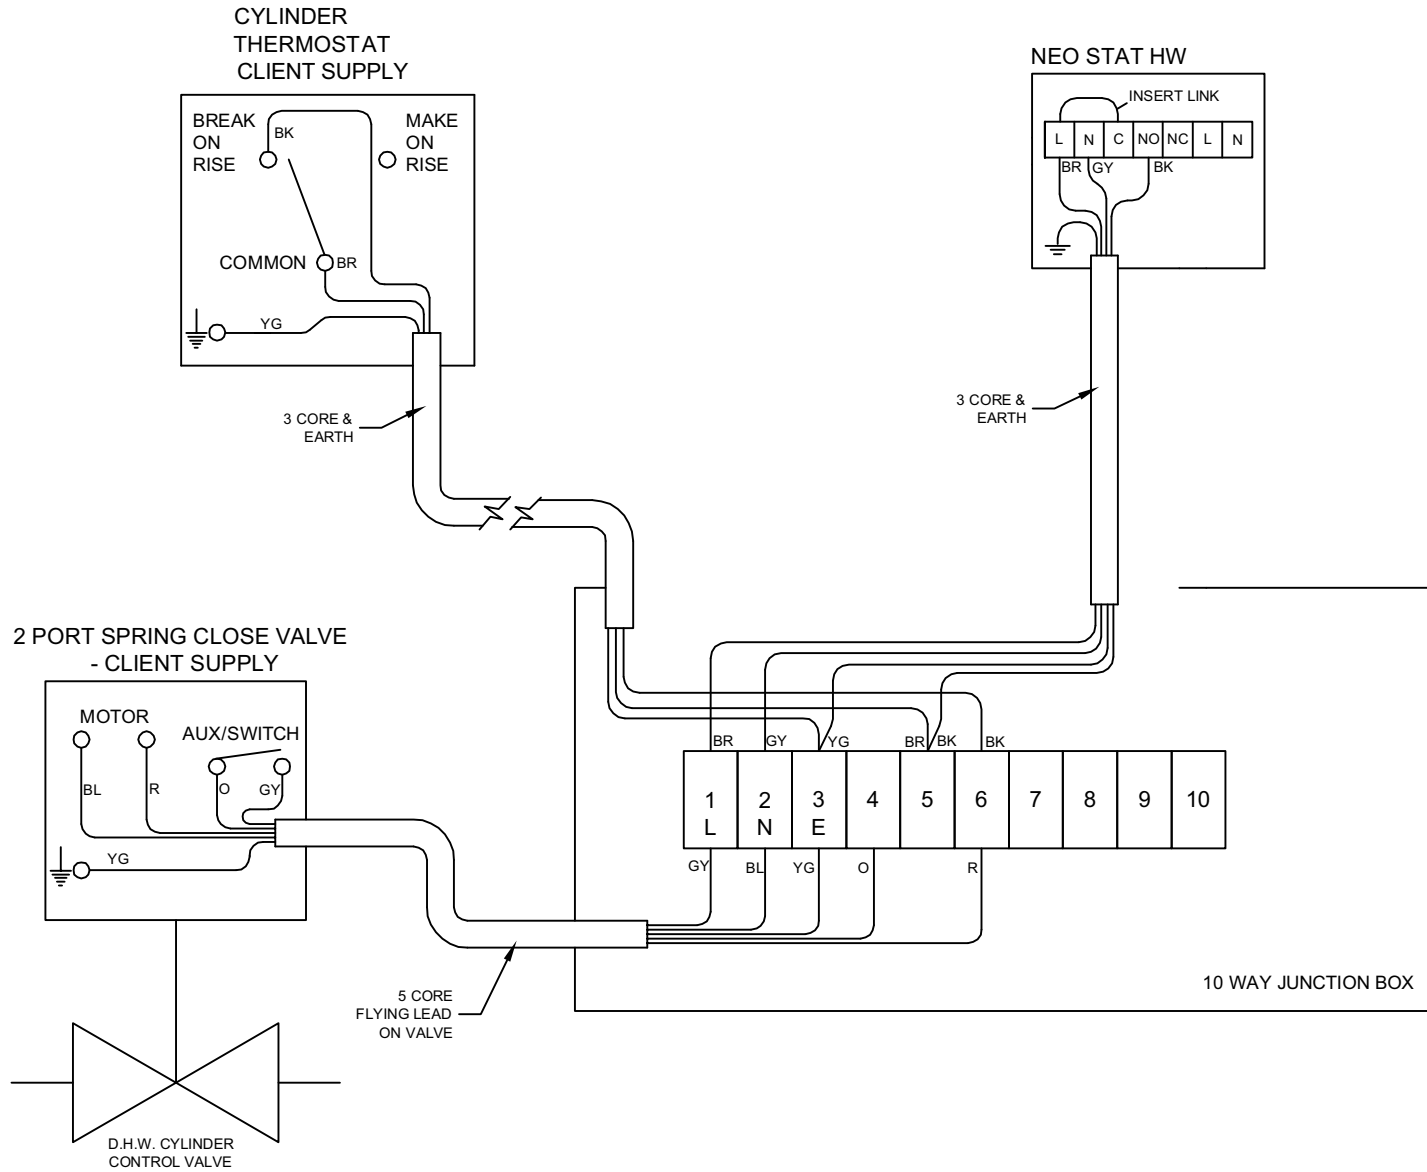 CYLINDER
THERMOSTAT
CLIENT SUPPLY
BREAK
ON
RISE
BK
MAKE
ON
RISE
COMMON
BR
YG
3 CORE &
EARTH
NEO STAT HW
INSERT LINK
L N C NO NC L N
BR GY BK
3 CORE &
EARTH
2 PORT SPRING CLOSE VALVE
- CLIENT SUPPLY
MOTOR
AUX/SWITCH
BL R O GY
YG
5 CORE
FLYING LEAD
ON VALVE
D.H.W. CYLINDER
CONTROL VALVE
BR GY YG BR BK BK
1 2 3 4 5 6 7 8 9 10
L N E
GY BL YG O R
10 WAY JUNCTION BOX